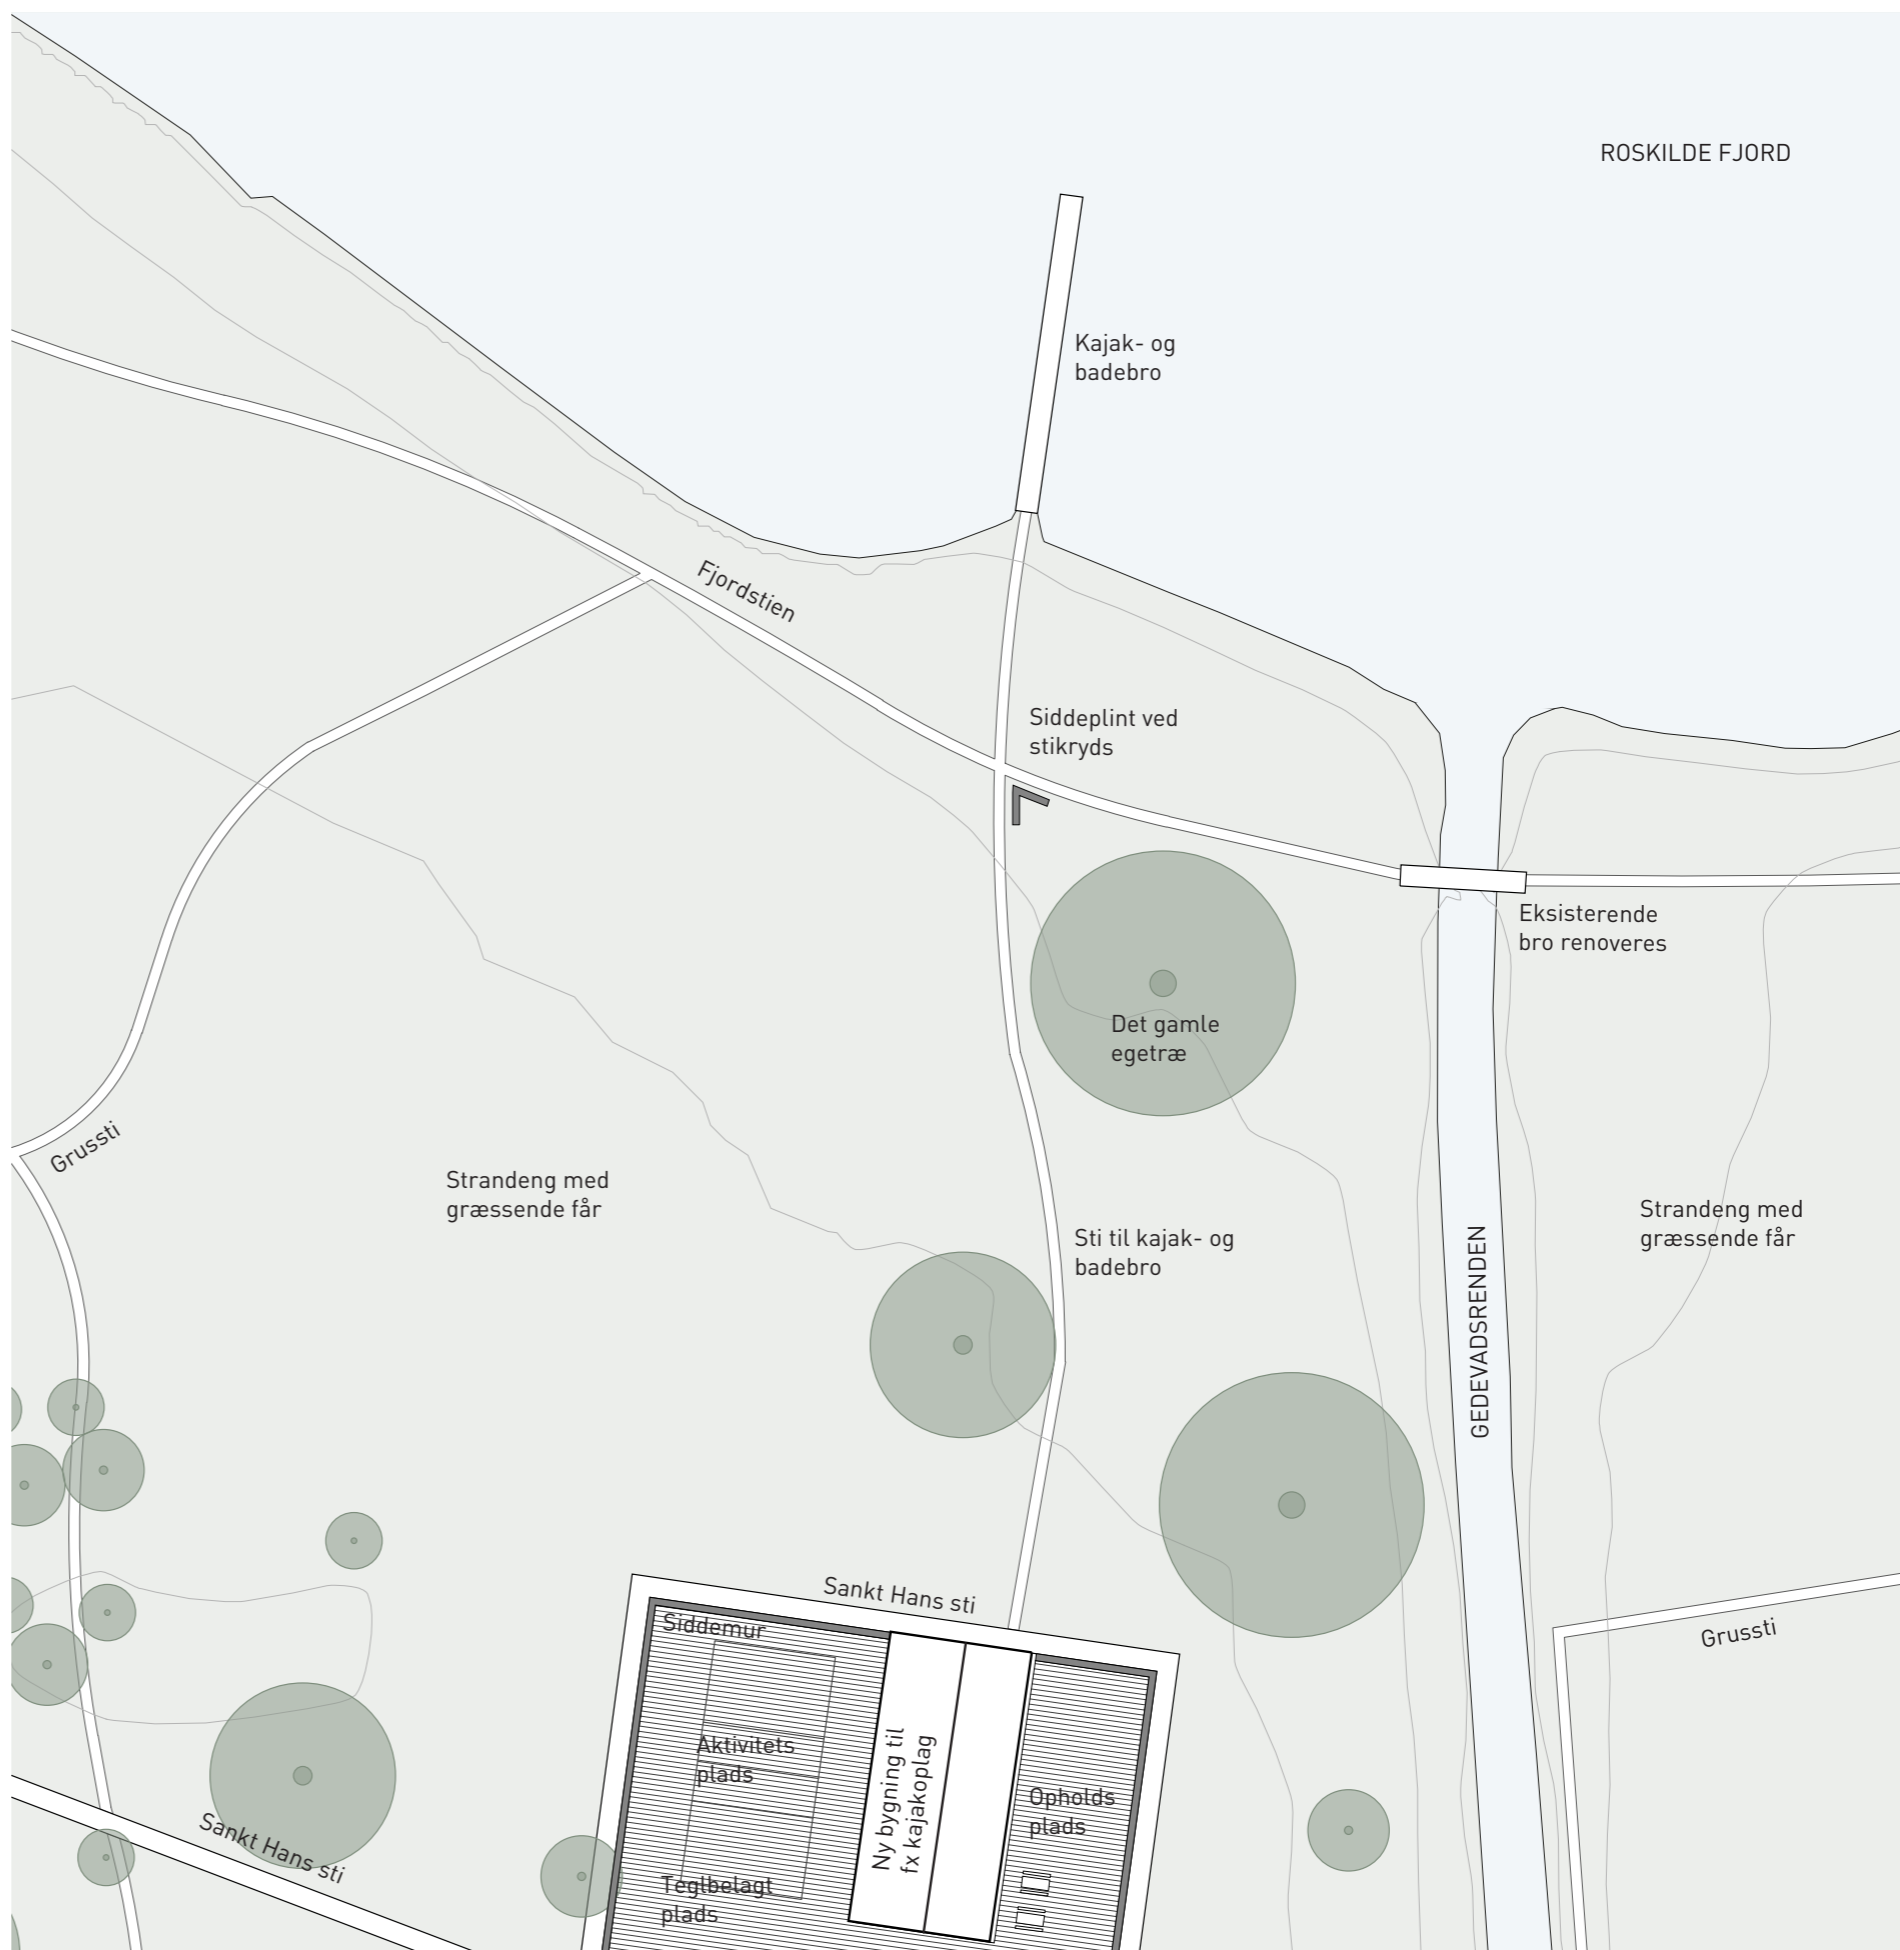 ROSKILDE FJORD
Kajak- og
badebro
Fjordstien
Siddeplint ved
stikryds
Eksisterende
bro renoveres
Det gamle
egetræ
Grussti
Strandeng med
græssende får
Sti til kajak- og
badebro
Strandeng med
græssende får
GEDEVADSRENDEN
Sankt Hans sti
Siddemur
Grussti
Aktivitets
plads
Ny bygning til
fx kajakoplag
Opholds
plads
Sankt Hans sti
Teglbelagt
plads